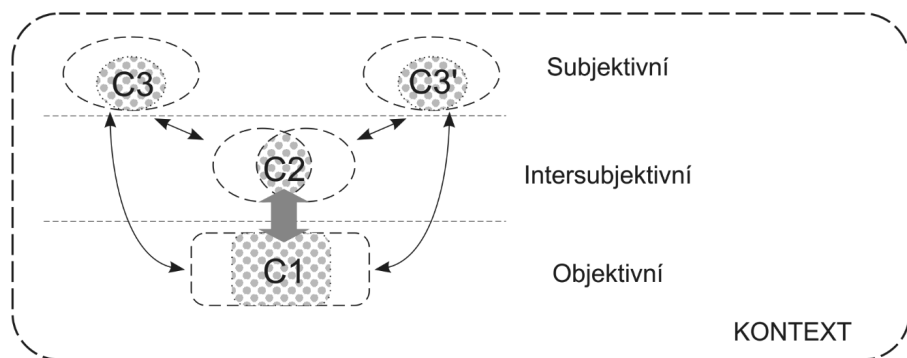 C3
C3'
Subjektivní
C2
Intersubjektivní
C1
Objektivní
KONTEXT